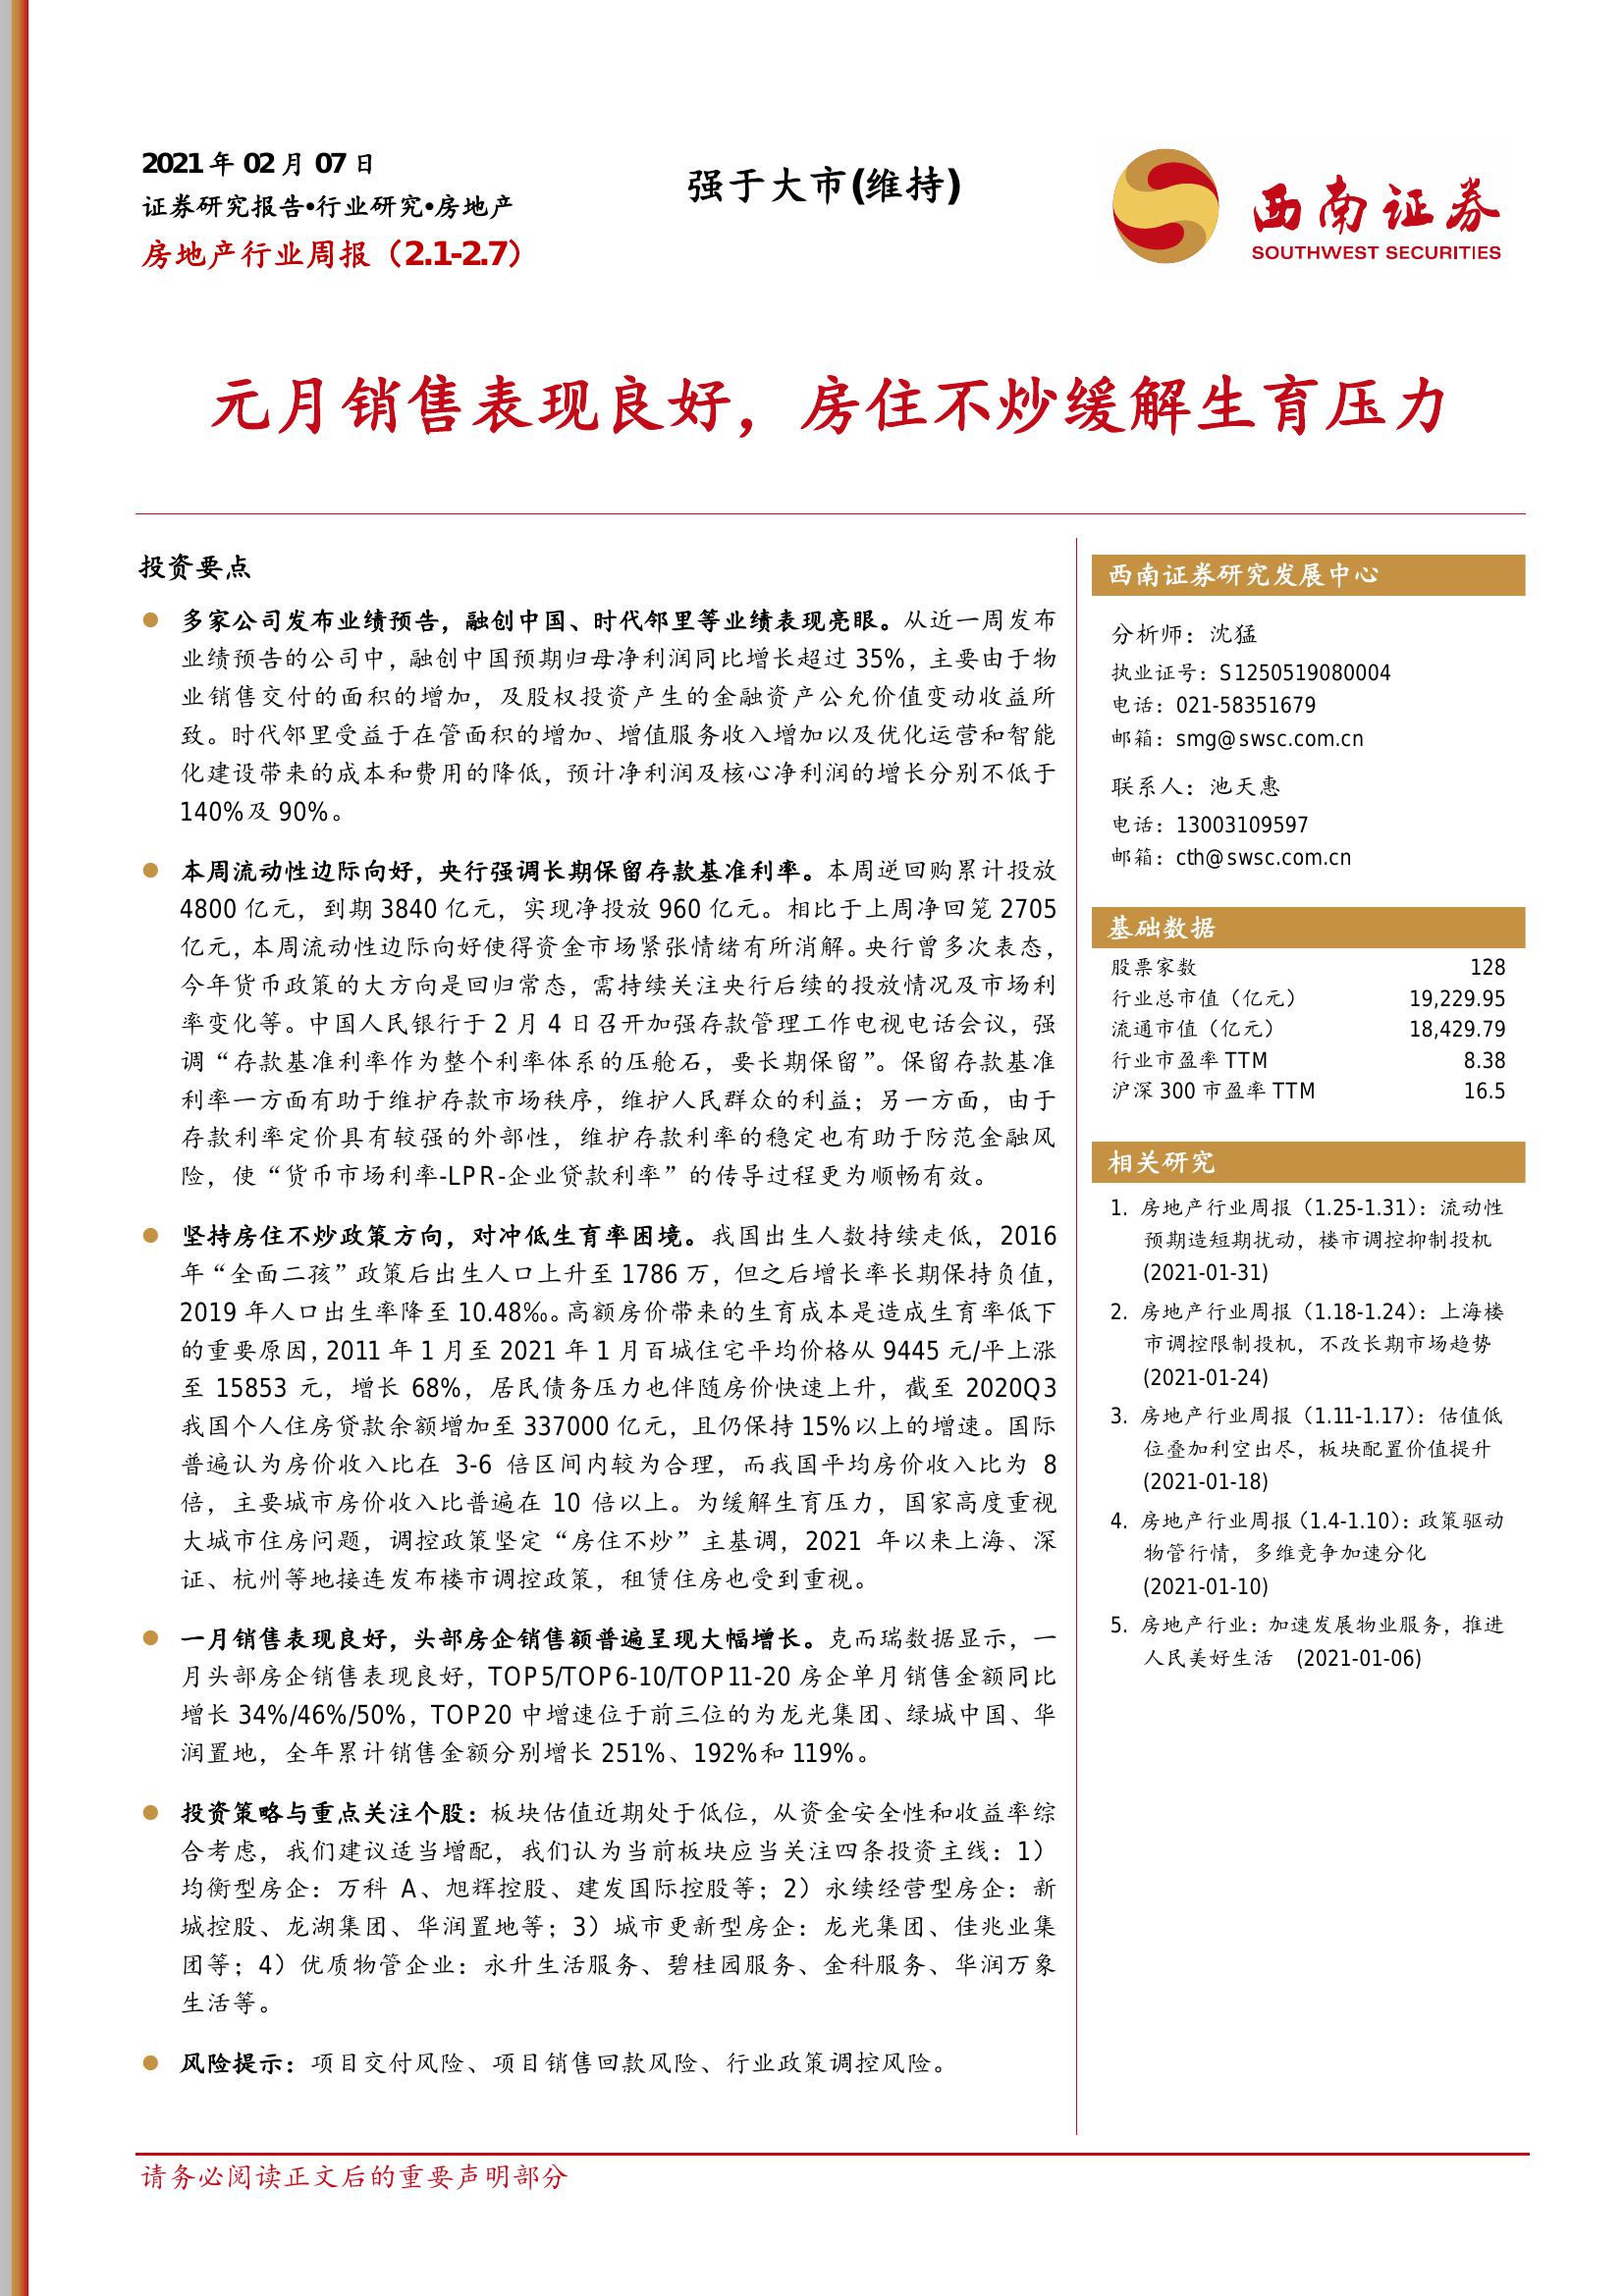 2021 年 02 月 07 日
证券研究报告•行业研究•房地产
房地产行业周报（2.1-2.7）
强于大市(维持)
西南证券
SOUTHWEST SECURITIES
元月销售表现良好，房住不炒缓解生育压力
投资要点
多家公司发布业绩预告，融创中国、时代邻里等业绩表现亮眼。从近一周发布
业绩预告的公司中，融创中国预期归母净利润同比增长超过 35%，主要由于物
业销售交付的面积的增加，及股权投资产生的金融资产公允价值变动收益所
致。时代邻里受益于在管面积的增加、增值服务收入增加以及优化运营和智能
化建设带来的成本和费用的降低，预计净利润及核心净利润的增长分别不低于
140%及 90%。
本周流动性边际向好，央行强调长期保留存款基准利率。本周逆回购累计投放
4800 亿元，到期 3840 亿元，实现净投放 960 亿元。相比于上周净回笼 2705
亿元，本周流动性边际向好使得资金市场紧张情绪有所消解。央行曾多次表态，
今年货币政策的大方向是回归常态，需持续关注央行后续的投放情况及市场利
率变化等。中国人民银行于 2 月 4 日召开加强存款管理工作电视电话会议，强
调“存款基准利率作为整个利率体系的压舱石，要长期保留”。保留存款基准
利率一方面有助于维护存款市场秩序，维护人民群众的利益；另一方面，由于
存款利率定价具有较强的外部性，维护存款利率的稳定也有助于防范金融风
险，使“货币市场利率-LPR-企业贷款利率”的传导过程更为顺畅有效。
坚持房住不炒政策方向，对冲低生育率困境。我国出生人数持续走低，2016
年“全面二孩”政策后出生人口上升至 1786 万，但之后增长率长期保持负值，
2019 年人口出生率降至 10.48‰。高额房价带来的生育成本是造成生育率低下
的重要原因，2011 年 1 月至 2021 年 1 月百城住宅平均价格从 9445 元/平上涨
至 15853 元，增长 68%，居民债务压力也伴随房价快速上升，截至 2020Q3
我国个人住房贷款余额增加至 337000 亿元，且仍保持 15%以上的增速。国际
普遍认为房价收入比在 3-6 倍区间内较为合理，而我国平均房价收入比为 8
倍，主要城市房价收入比普遍在 10 倍以上。为缓解生育压力，国家高度重视
大城市住房问题，调控政策坚定“房住不炒”主基调，2021 年以来上海、深
证、杭州等地接连发布楼市调控政策，租赁住房也受到重视。
一月销售表现良好，头部房企销售额普遍呈现大幅增长。克而瑞数据显示，一
月头部房企销售表现良好，TOP5/TOP6-10/TOP11-20 房企单月销售金额同比
增长 34%/46%/50%，TOP20 中增速位于前三位的为龙光集团、绿城中国、华
润置地，全年累计销售金额分别增长 251%、192%和 119%。
投资策略与重点关注个股：板块估值近期处于低位，从资金安全性和收益率综
合考虑，我们建议适当增配，我们认为当前板块应当关注四条投资主线：1）
均衡型房企：万科 A、旭辉控股、建发国际控股等；2）永续经营型房企：新
城控股、龙湖集团、华润置地等；3）城市更新型房企：龙光集团、佳兆业集
团等；4）优质物管企业：永升生活服务、碧桂园服务、金科服务、华润万象
生活等。
风险提示：项目交付风险、项目销售回款风险、行业政策调控风险。
西南证券研究发展中心
分析师：沈猛
执业证号：S1250519080004
电话：021-58351679
邮箱：smg@swsc.com.cn
联系人：池天惠
电话：13003109597
邮箱：cth@swsc.com.cn
基础数据
股票家数 128
行业总市值（亿元） 19,229.95
流通市值（亿元） 18,429.79
行业市盈率 TTM 8.38
沪深 300 市盈率 TTM 16.5
相关研究
1. 房地产行业周报（1.25-1.31）：流动性
预期造短期扰动，楼市调控抑制投机
(2021-01-31)
2. 房地产行业周报（1.18-1.24）：上海楼
市调控限制投机，不改长期市场趋势
(2021-01-24)
3. 房地产行业周报（1.11-1.17）：估值低
位叠加利空出尽，板块配置价值提升
(2021-01-18)
4. 房地产行业周报（1.4-1.10）：政策驱动
物管行情，多维竞争加速分化
(2021-01-10)
5. 房地产行业：加速发展物业服务，推进
人民美好生活 (2021-01-06)
请务必阅读正文后的重要声明部分